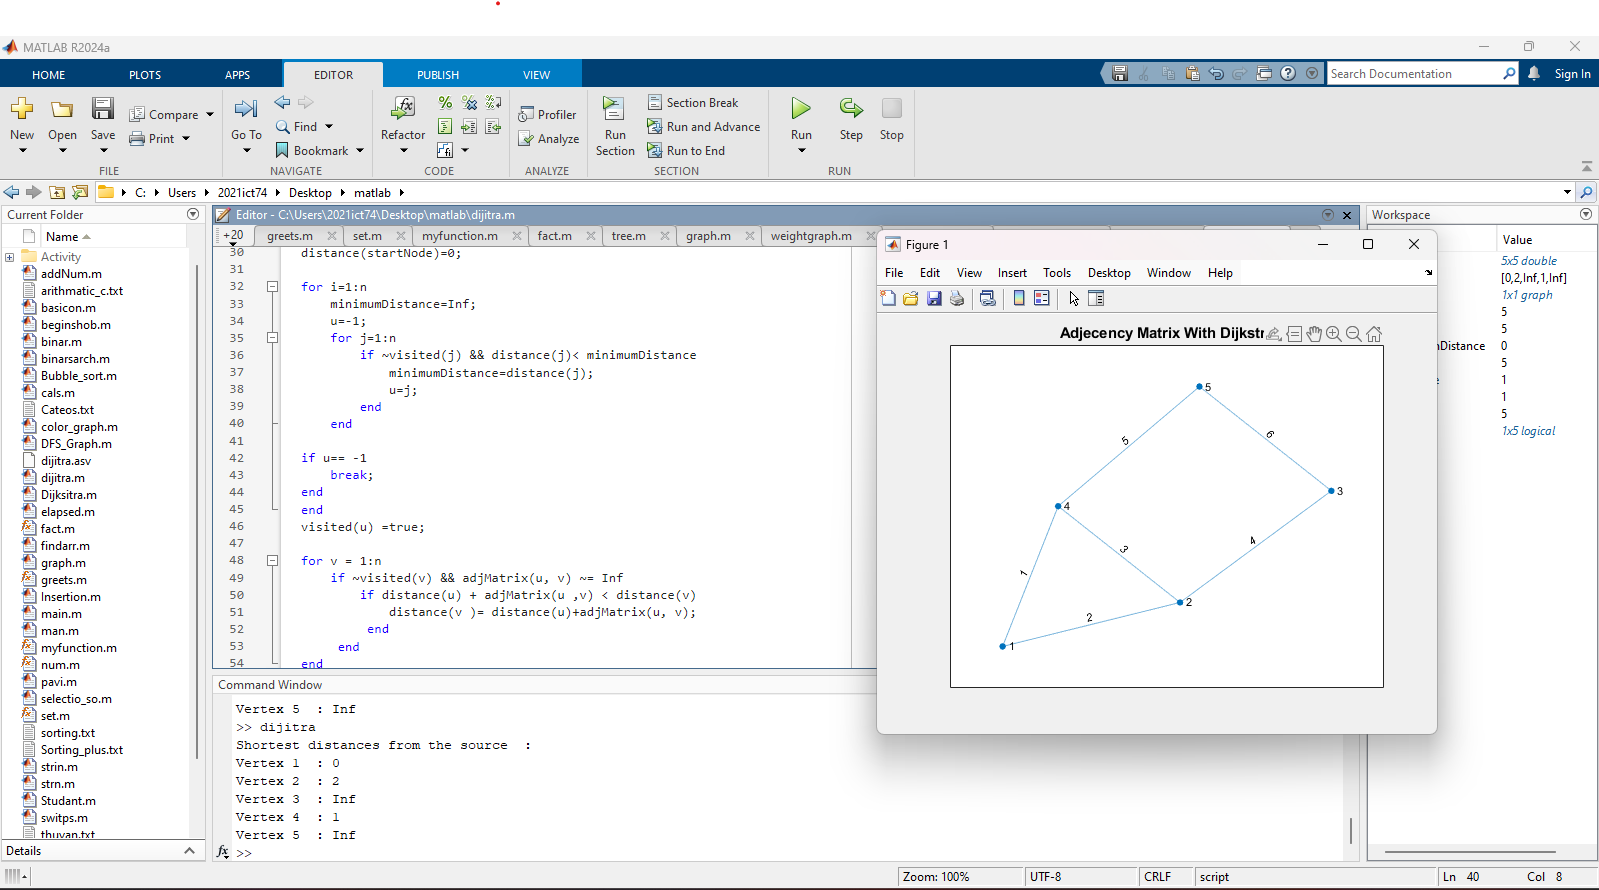 MATLAB R2024a
HOME PLOTS APPS EDITOR PUBLISH VIEW Search Documentation Sign In
New Open Save Compare Print Go To Find Bookmark Refactor Profiler Analyze Run Section Section Break Run and Advance Run to End Run Step Stop
FILE NAVIGATE CODE ANALYZE SECTION RUN
C: Users 2021ict74 Desktop matlab
Current Folder
Name
Activity
addNum.m
arithmatic_c.txt
basicon.m
beginshob.m
binar.m
binarsarch.m
Bubble_sort.m
cals.m
Cateos.txt
color_graph.m
DFS_Graph.m
dijitra.asv
dijitra.m
Dijksitra.m
elapsed.m
fact.m
findarr.m
graph.m
greets.m
Insertion.m
main.m
man.m
myfunction.m
num.m
pavi.m
selectio_so.m
set.m
sorting.txt
Sorting_plus.txt
strin.m
strn.m
Studant.m
switps.m
thuvan.txt
Details
Editor - C:\Users\2021ict74\Desktop\matlab\dijitra.m
+20 greets.m set.m myfunction.m fact.m tree.m graph.m weightgraph.m
30 distance(startNode)=0;
31
32 for i=1:n
33 minimumDistance=Inf;
34 u=-1;
35 for j=1:n
36 if ~visited(j) && distance(j)< minimumDistance
37 minimumDistance=distance(j);
38 u=j;
39 end
40 end
41
42 if u== -1
43 break;
44 end
45 end
46 visited(u) =true;
47
48 for v = 1:n
49 if ~visited(v) && adjMatrix(u, v) ~= Inf
50 if distance(u) + adjMatrix(u ,v) < distance(v)
51 distance(v )= distance(u)+adjMatrix(u, v);
52 end
53 end
54 end
Command Window
Vertex 5 : Inf
>> dijitra
Shortest distances from the source :
Vertex 1 : 0
Vertex 2 : 2
Vertex 3 : Inf
Vertex 4 : 1
Vertex 5 : Inf
fx >>
Figure 1
File Edit View Insert Tools Desktop Window Help
Adjecency Matrix With Dijkstr
5
5 6
3
4
3 4
1
2 2
1
Workspace
Value
5x5 double
[0,2,Inf,1,Inf]
1x1 graph
5
5
nDistance 0
5
e 1
1
5
1x5 logical
Zoom: 100% UTF-8 CRLF script Ln 40 Col 8